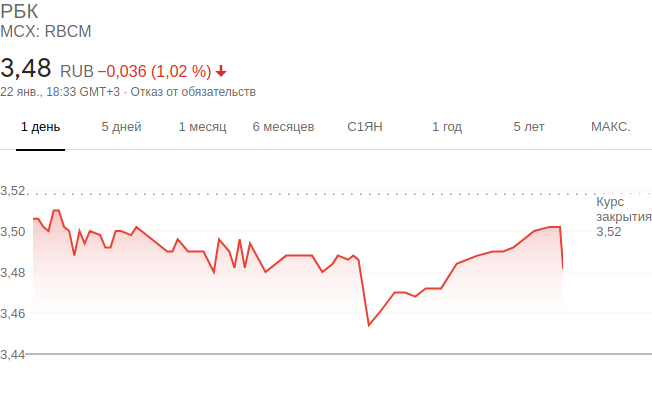 РБК
MCX: RBCM
3,48 RUB −0,036 (1,02 %)
22 янв., 18:33 GMT+3 · Отказ от обязательств
1 день 5 дней 1 месяц 6 месяцев С1ЯН 1 год 5 лет МАКС.
3,52
Курс
закрытия
3,50
3,52
3,48
3,46
3,44